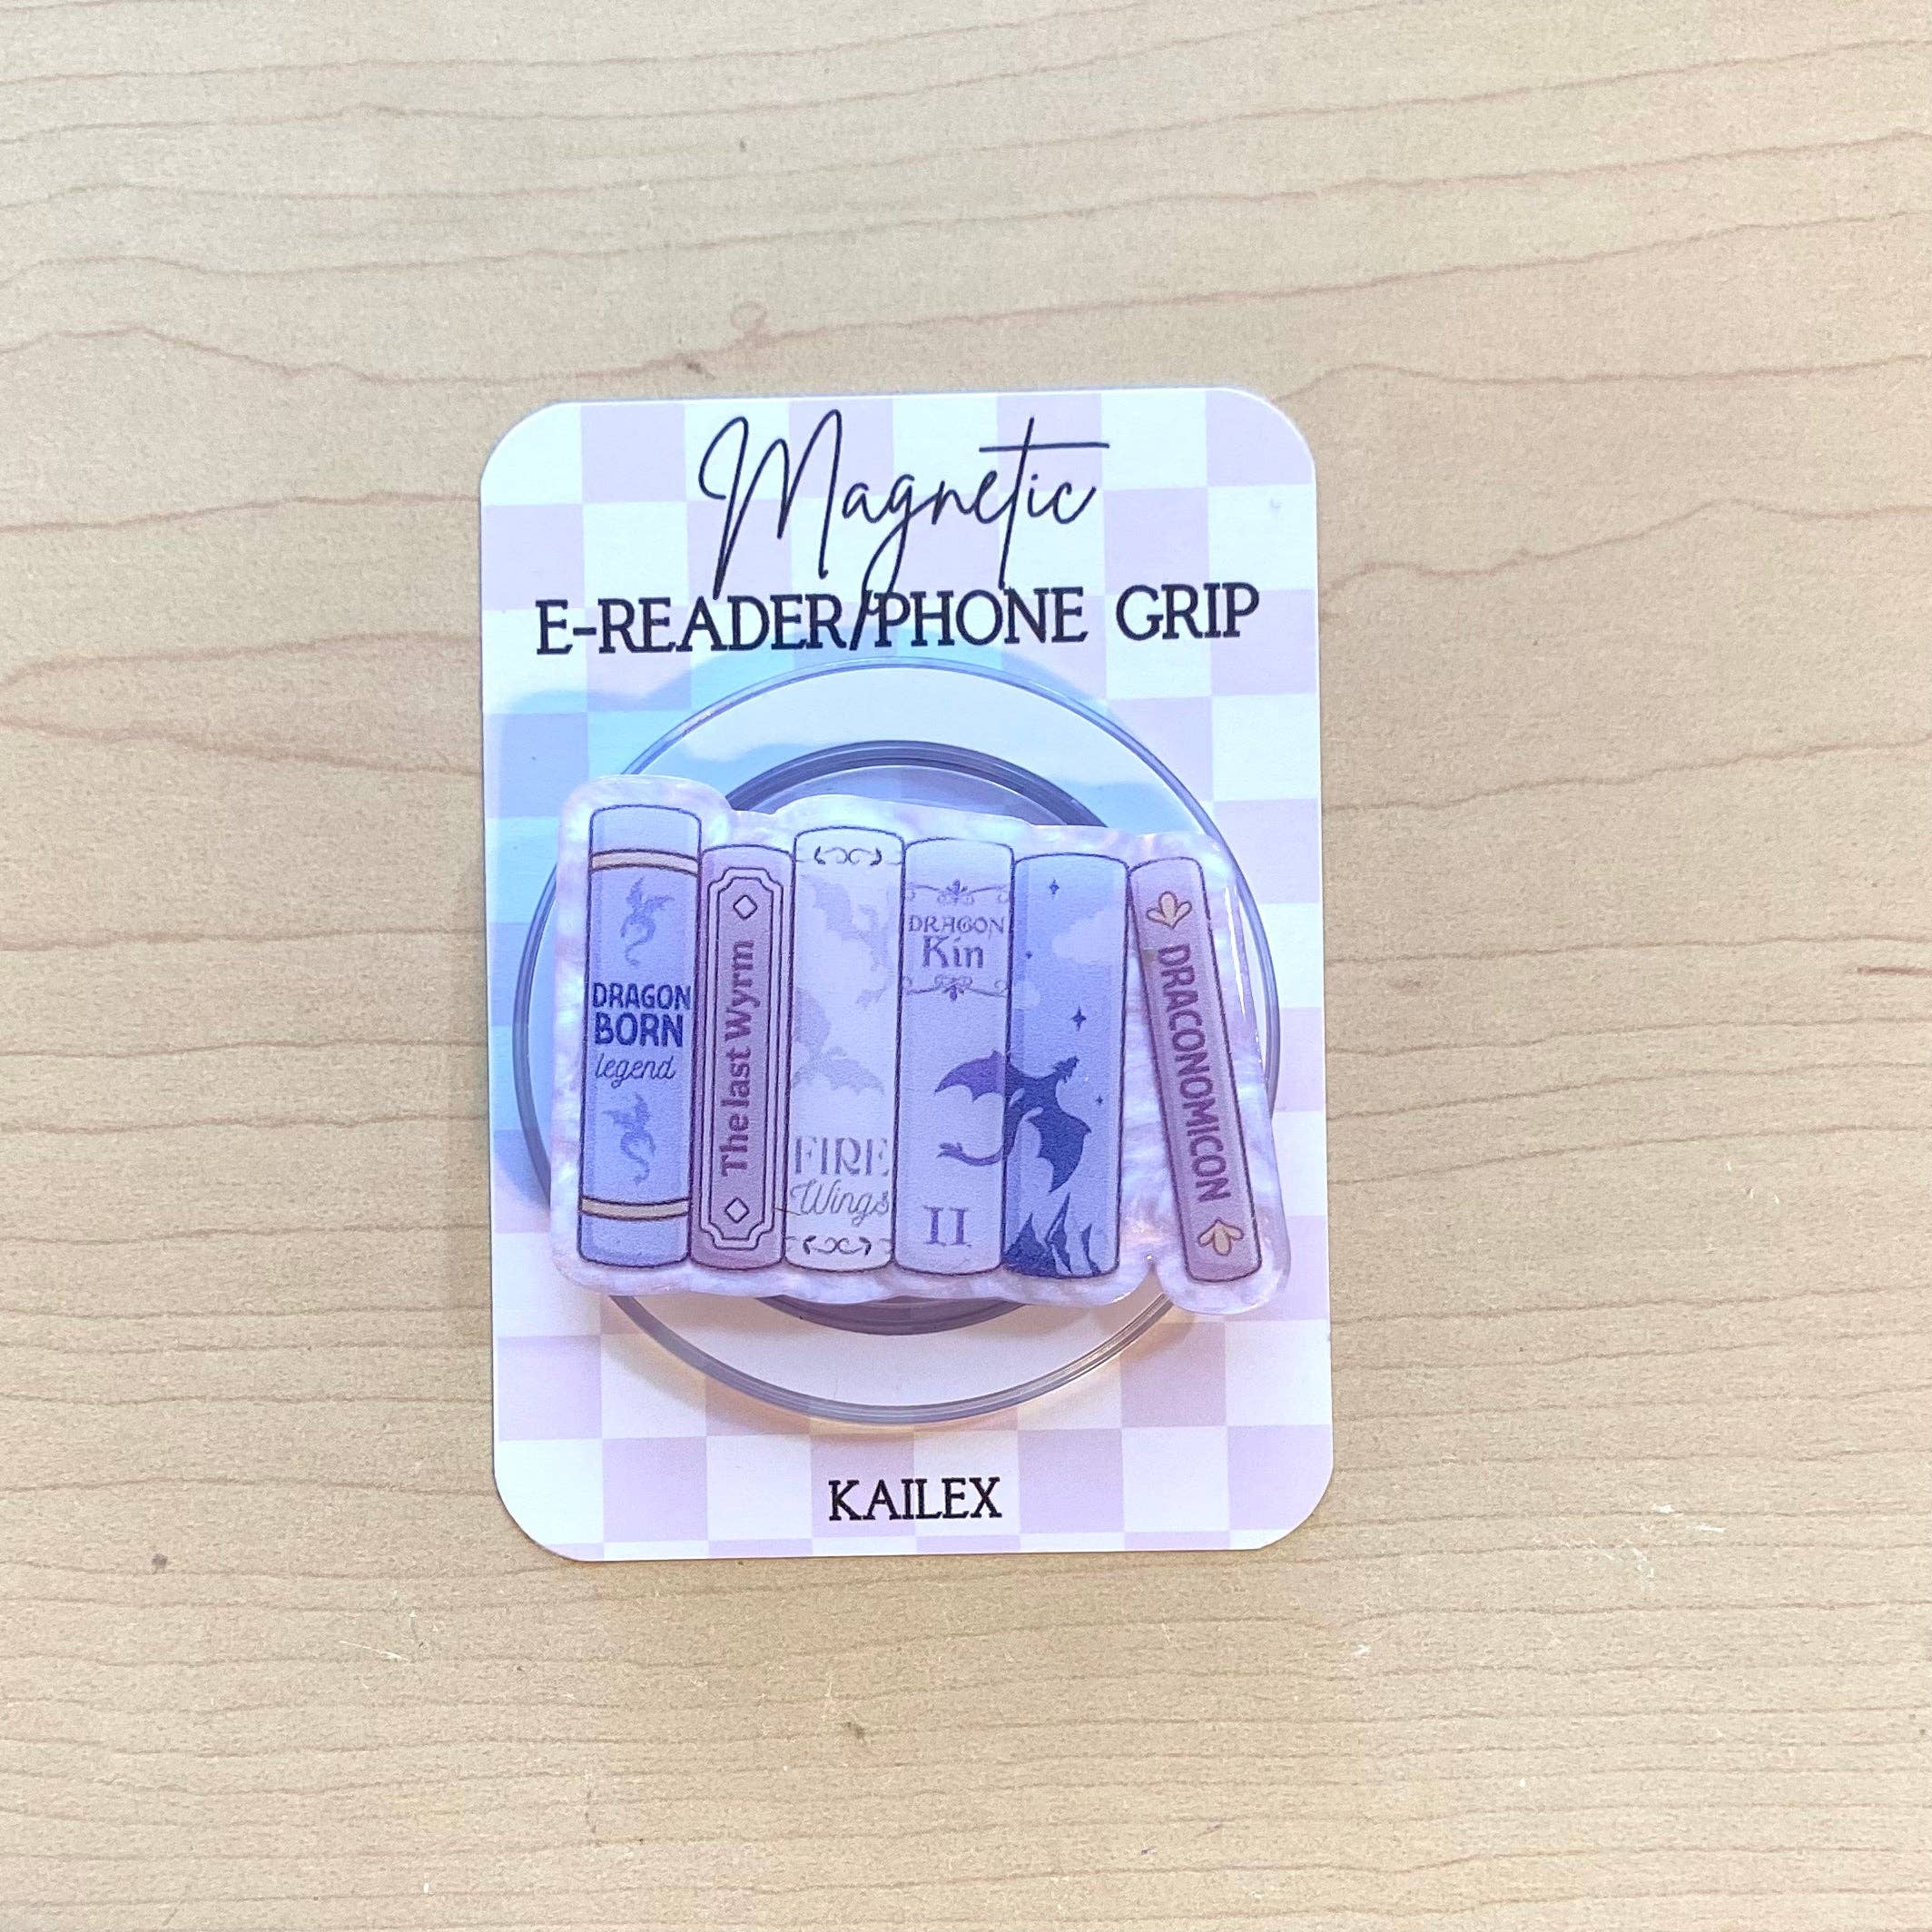 Magnetic
E-READER/PHONE GRIP
DRAGON
BORN
legend
The last Wyrm
FIRE
Wings
DRAGON
Kin
II
DRACONOMICON
KAILEX